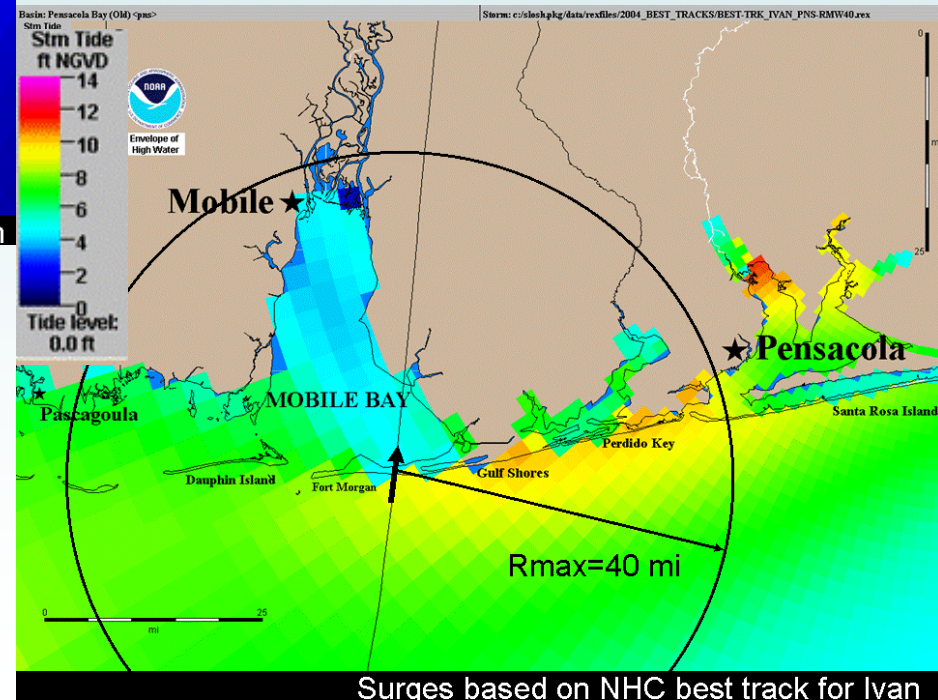 Basin: Pensacola Bay (Old) <pns>
Storm: c:/slosh.pkg/data/rexfiles/2004_BEST_TRACKS/BEST-TRK_IVAN_PNS-RMW40.rex
Stm Tide
Stm Tide
ft NGVD
14
12
10
8
6
4
2
0
Tide level:
0.0 ft
NOAA
Envelope of
High Water
0
25
Mobile
n
Pensacola
MOBILE BAY
Pascagoula
Santa Rosa Island
Perdido Key
Gulf Shores
Dauphin Island
Fort Morgan
Rmax=40 mi
0
25
mi
Surges based on NHC best track for Ivan